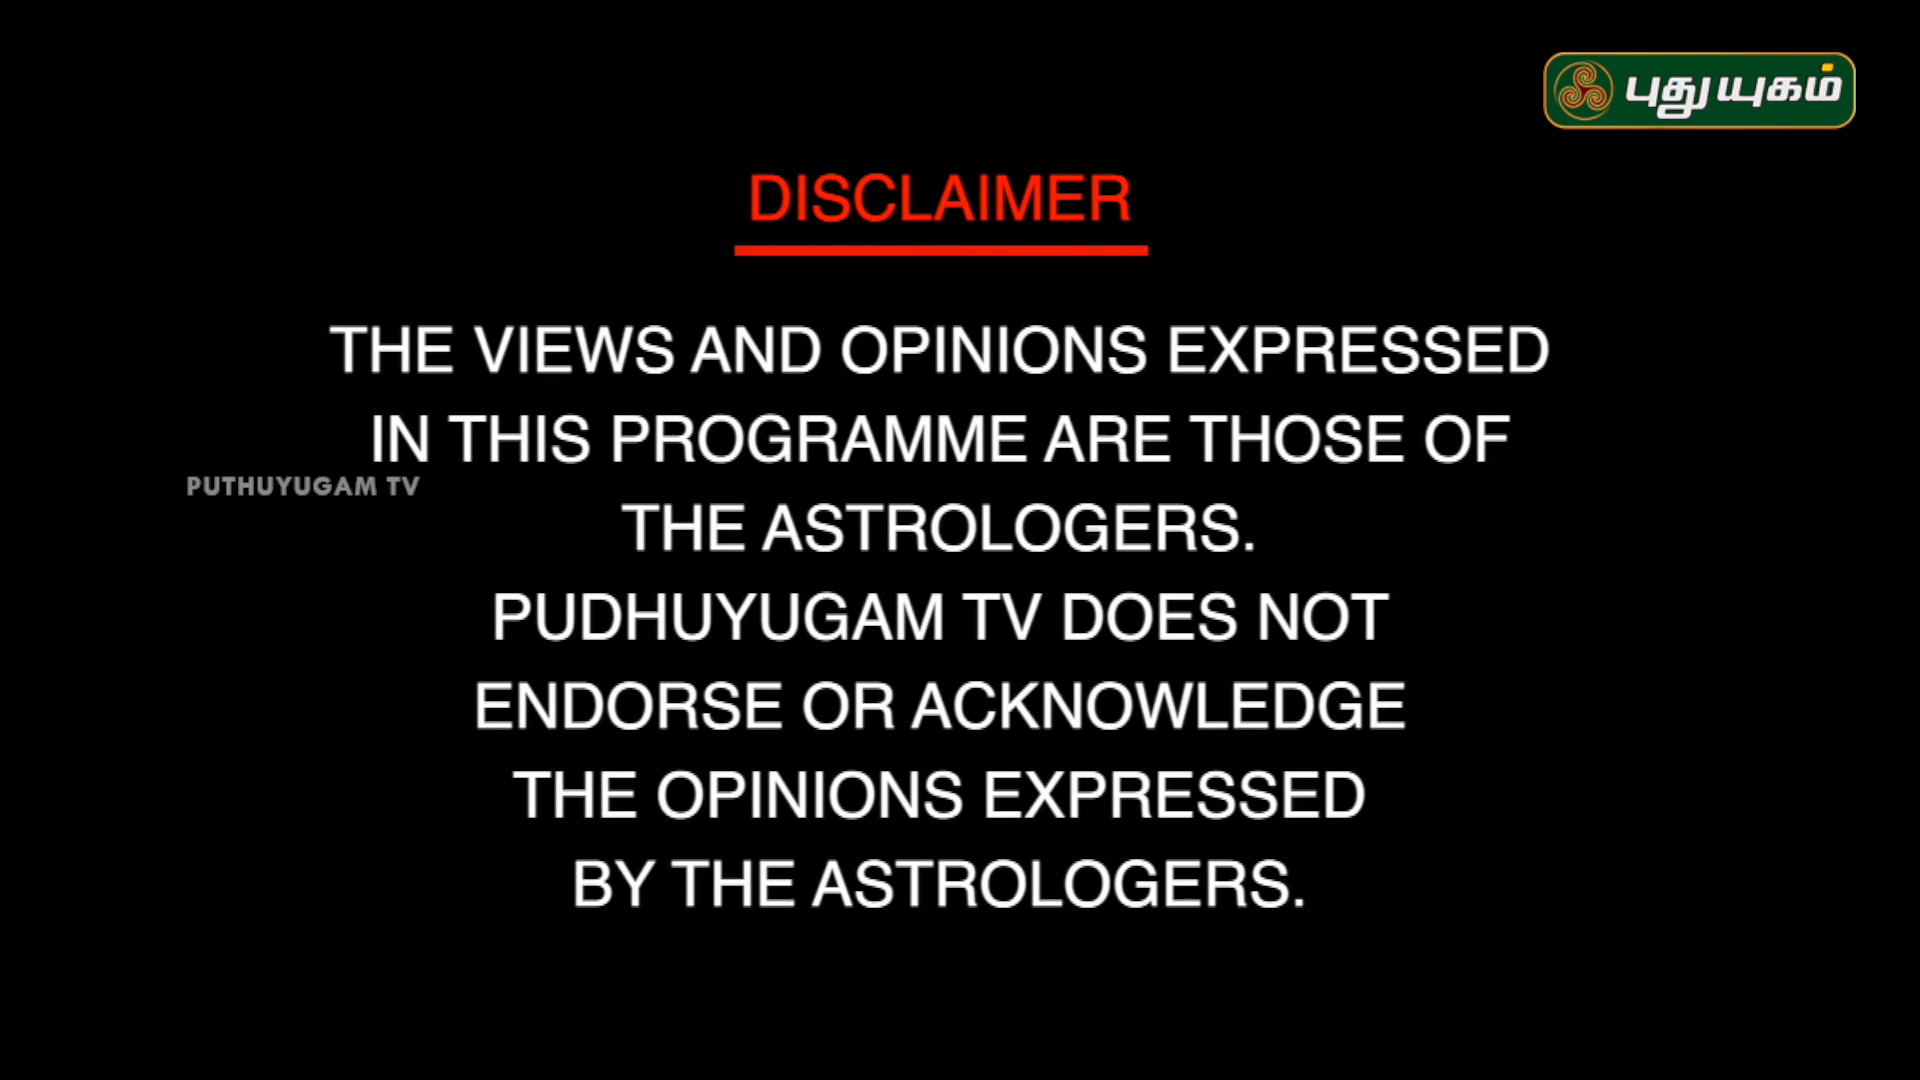 புதுயுகம்
DISCLAIMER
THE VIEWS AND OPINIONS EXPRESSED
IN THIS PROGRAMME ARE THOSE OF
PUTHUYUGAM TV
THE ASTROLOGERS.
PUDHUYUGAM TV DOES NOT
ENDORSE OR ACKNOWLEDGE
THE OPINIONS EXPRESSED
BY THE ASTROLOGERS.